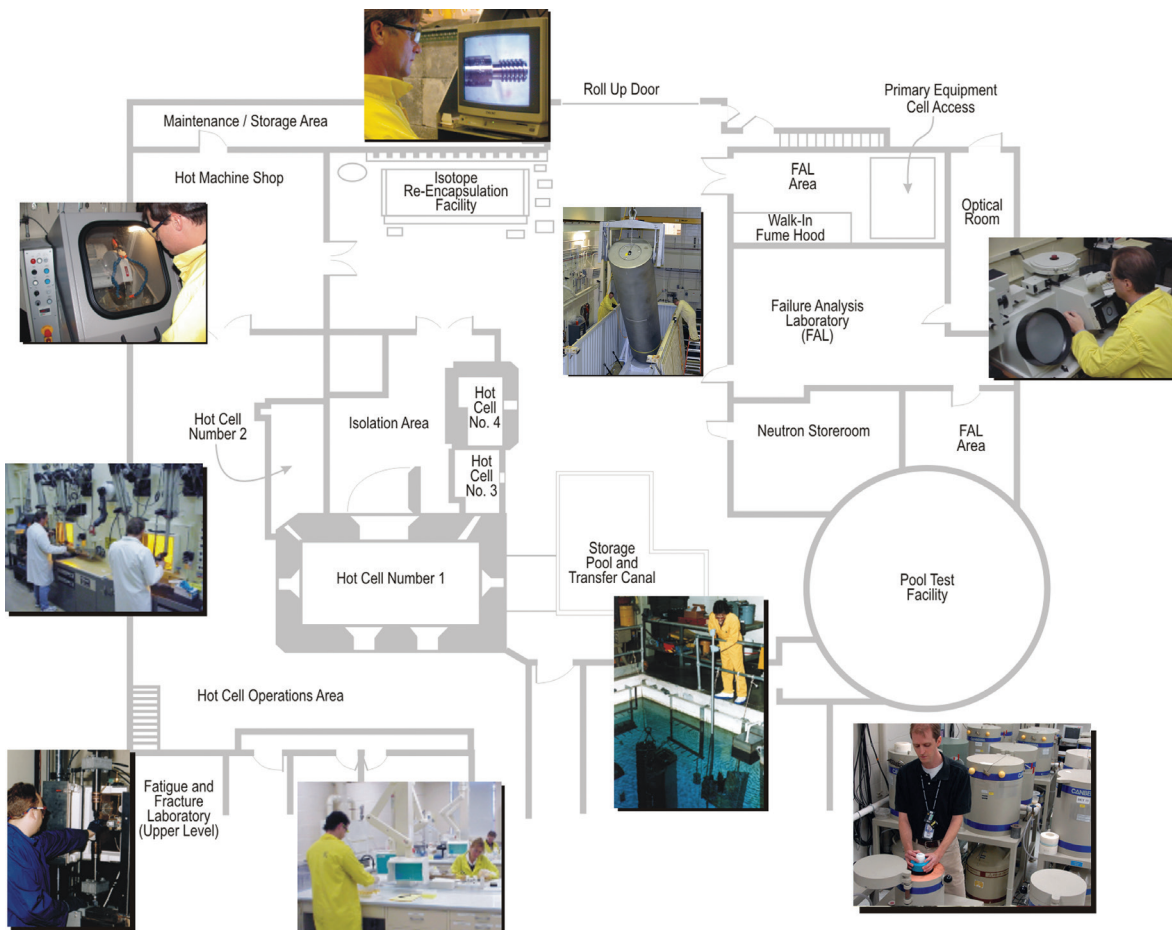 Roll Up Door
Primary Equipment
Cell Access
Maintenance / Storage Area
Hot Machine Shop
Isotope
Re-Encapsulation
Facility
FAL
Area
Walk-In
Fume Hood
Optical
Room
Failure Analysis
Laboratory
(FAL)
Hot Cell
Number 2
Isolation Area
Hot
Cell
No. 4
Hot
Cell
No. 3
Neutron Storeroom
FAL
Area
Hot Cell Number 1
Storage
Pool and
Transfer Canal
Pool Test
Facility
Hot Cell Operations Area
Fatigue and
Fracture
Laboratory
(Upper Level)